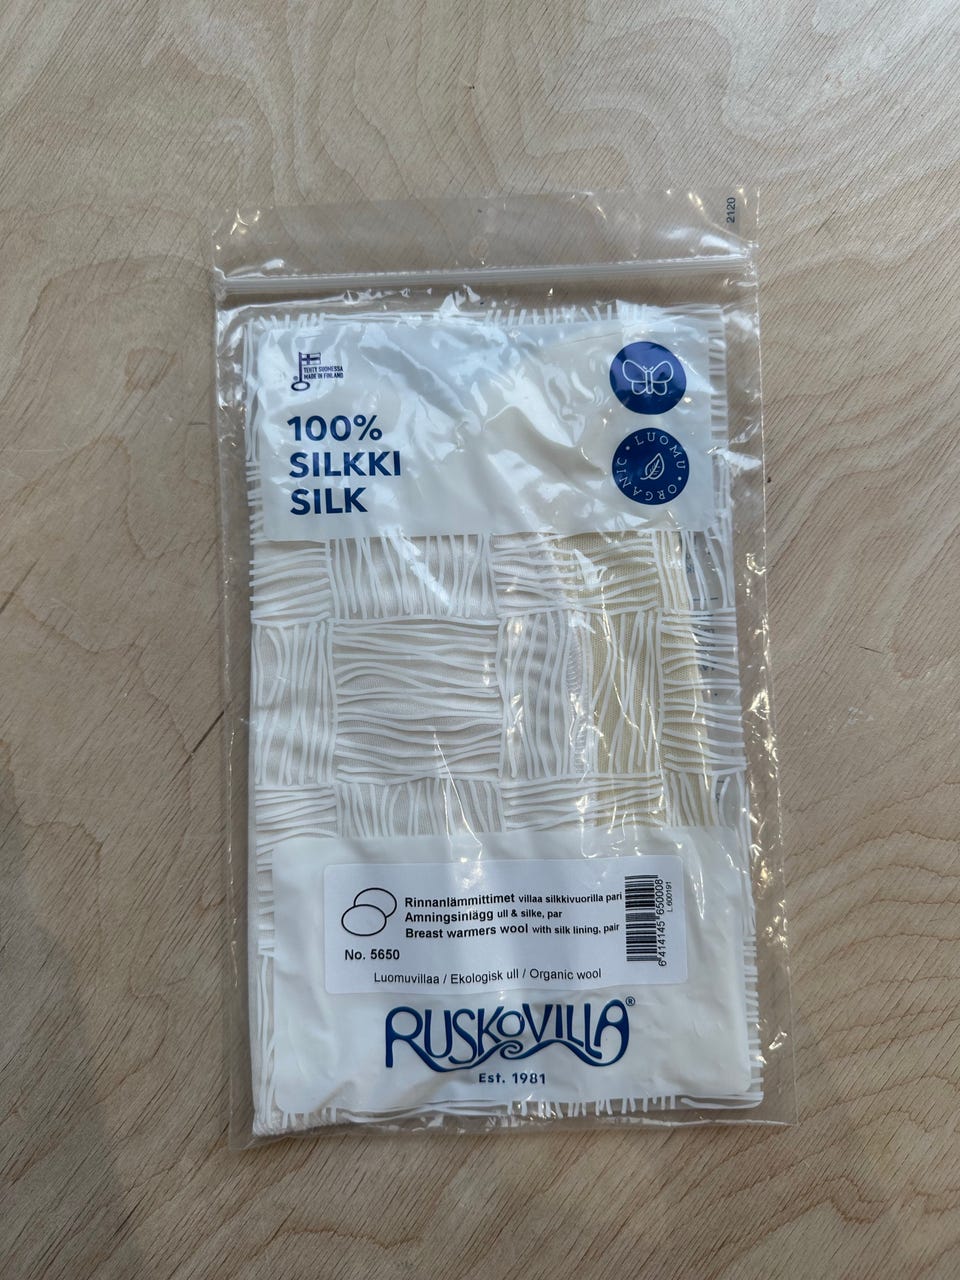 2120
TEHTY SUOMESSA
MADE IN FINLAND
100%
SILKKI
SILK
LUOMU • ORGANIC •
Rinnanlämmittimet villaa silkkivuorilla pari
Amningsinlägg ull & silke, par
Breast warmers wool with silk lining, pair
No. 5650
Luomuvillaa / Ekologisk ull / Organic wool
6 414145 650008
L.600191
RUSKOVILLA®
Est. 1981